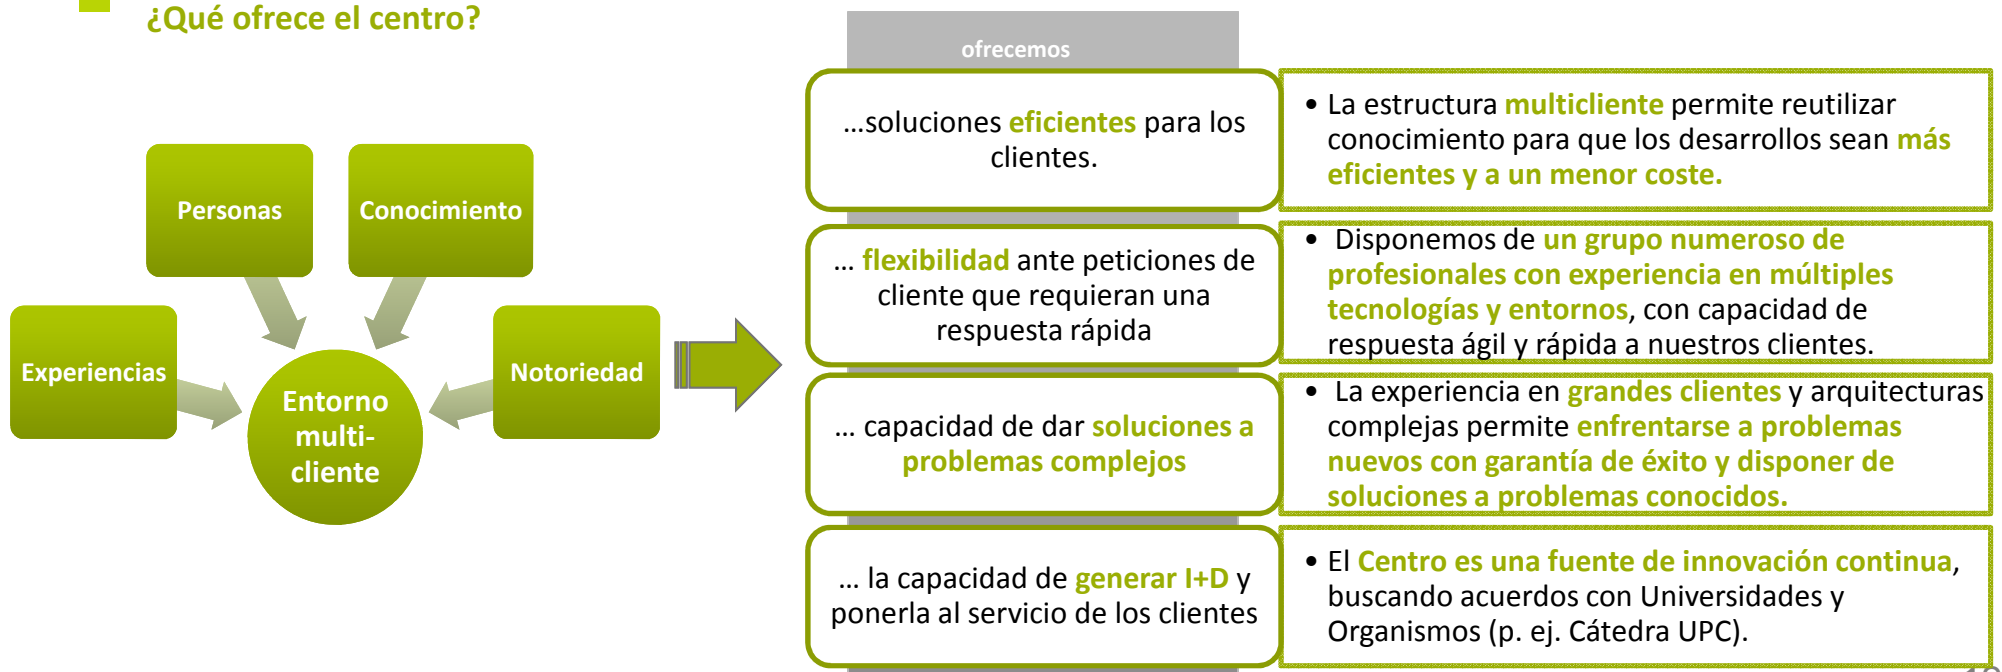 ¿Qué ofrece el centro?
Personas
Conocimiento
Experiencias
Notoriedad
Entorno
multi-
cliente
ofrecemos
...soluciones eficientes para los
clientes.
• La estructura multicliente permite reutilizar
conocimiento para que los desarrollos sean más
eficientes y a un menor coste.
... flexibilidad ante peticiones de
cliente que requieran una
respuesta rápida
• Disponemos de un grupo numeroso de
profesionales con experiencia en múltiples
tecnologías y entornos, con capacidad de
respuesta ágil y rápida a nuestros clientes.
... capacidad de dar soluciones a
problemas complejos
• La experiencia en grandes clientes y arquitecturas
complejas permite enfrentarse a problemas
nuevos con garantía de éxito y disponer de
soluciones a problemas conocidos.
... la capacidad de generar I+D y
ponerla al servicio de los clientes
• El Centro es una fuente de innovación continua,
buscando acuerdos con Universidades y
Organismos (p. ej. Cátedra UPC).